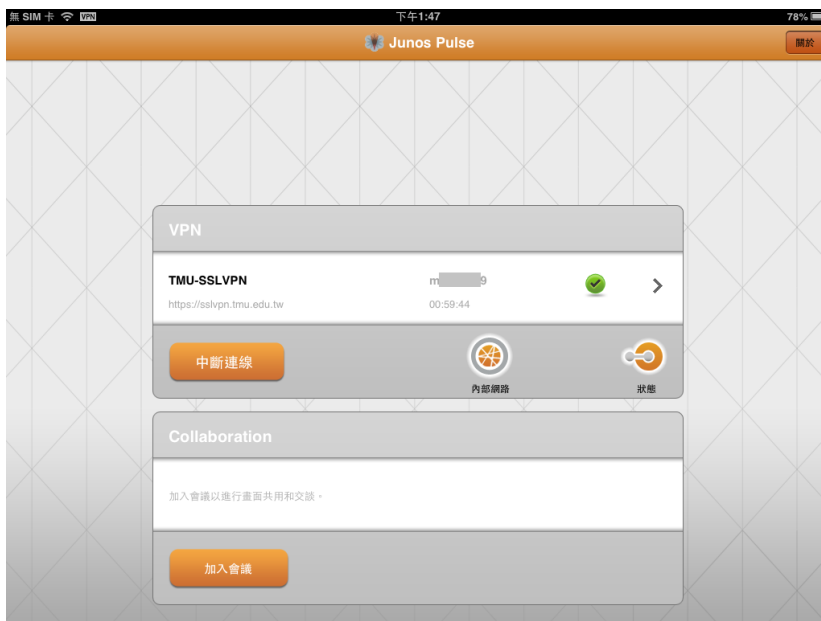 無 SIM 卡 VPN 下午1:47 78%
Junos Pulse 關於
VPN
TMU-SSLVPN m 9
https://sslvpn.tmu.edu.tw 00:59:44
中斷連線
內部網路 狀態
Collaboration
加入會議以進行畫面共用和交談。
加入會議